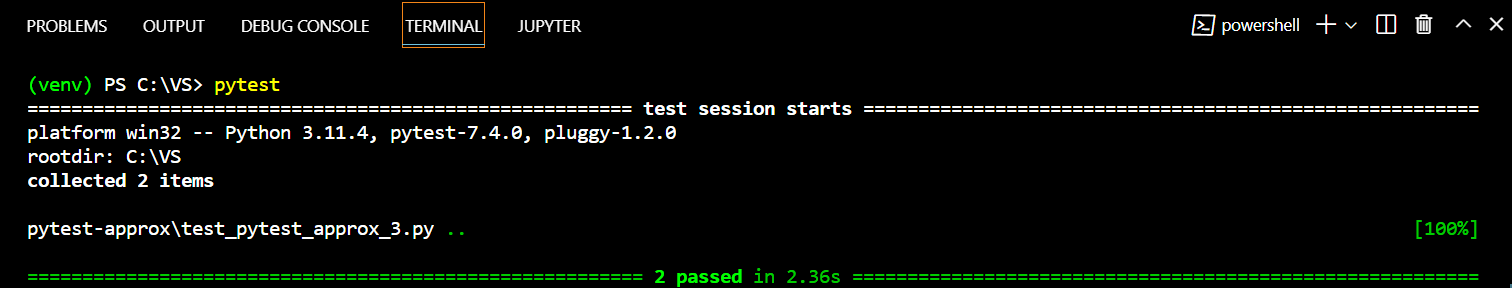 PROBLEMS OUTPUT DEBUG CONSOLE TERMINAL JUPYTER powershell
(venv) PS C:\VS> pytest
======================================================= test session starts ========================================================
platform win32 -- Python 3.11.4, pytest-7.4.0, pluggy-1.2.0
rootdir: C:\VS
collected 2 items
pytest-approx\test_pytest_approx_3.py .. [100%]
======================================================== 2 passed in 2.36s =========================================================